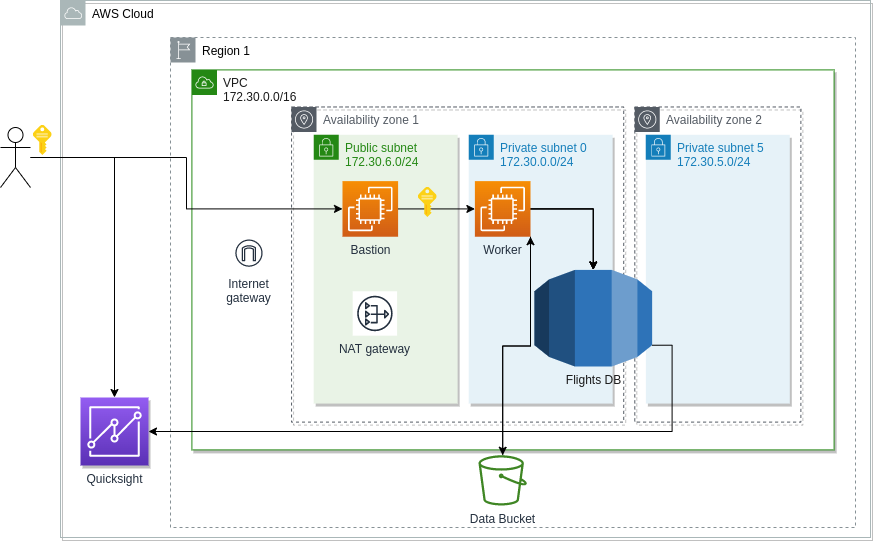 AWS Cloud
Region 1
VPC
172.30.0.0/16
Availability zone 1
Availability zone 2
Public subnet
172.30.6.0/24
Private subnet 0
172.30.0.0/24
Private subnet 5
172.30.5.0/24
Bastion
Worker
Internet
gateway
NAT gateway
Flights DB
Quicksight
Data Bucket